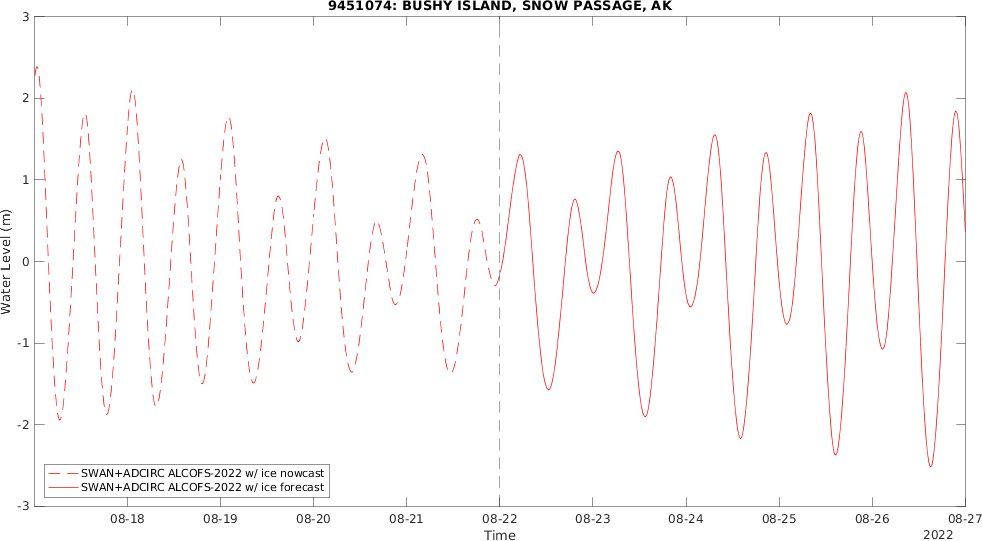 9451074: BUSHY ISLAND, SNOW PASSAGE, AK
3
2
1
0
-1
-2
-3
Water Level (m)
SWAN+ADCIRC ALCOFS-2022 w/ ice nowcast
SWAN+ADCIRC ALCOFS-2022 w/ ice forecast
08-18 08-19 08-20 08-21 08-22 08-23 08-24 08-25 08-26 08-27
Time
2022